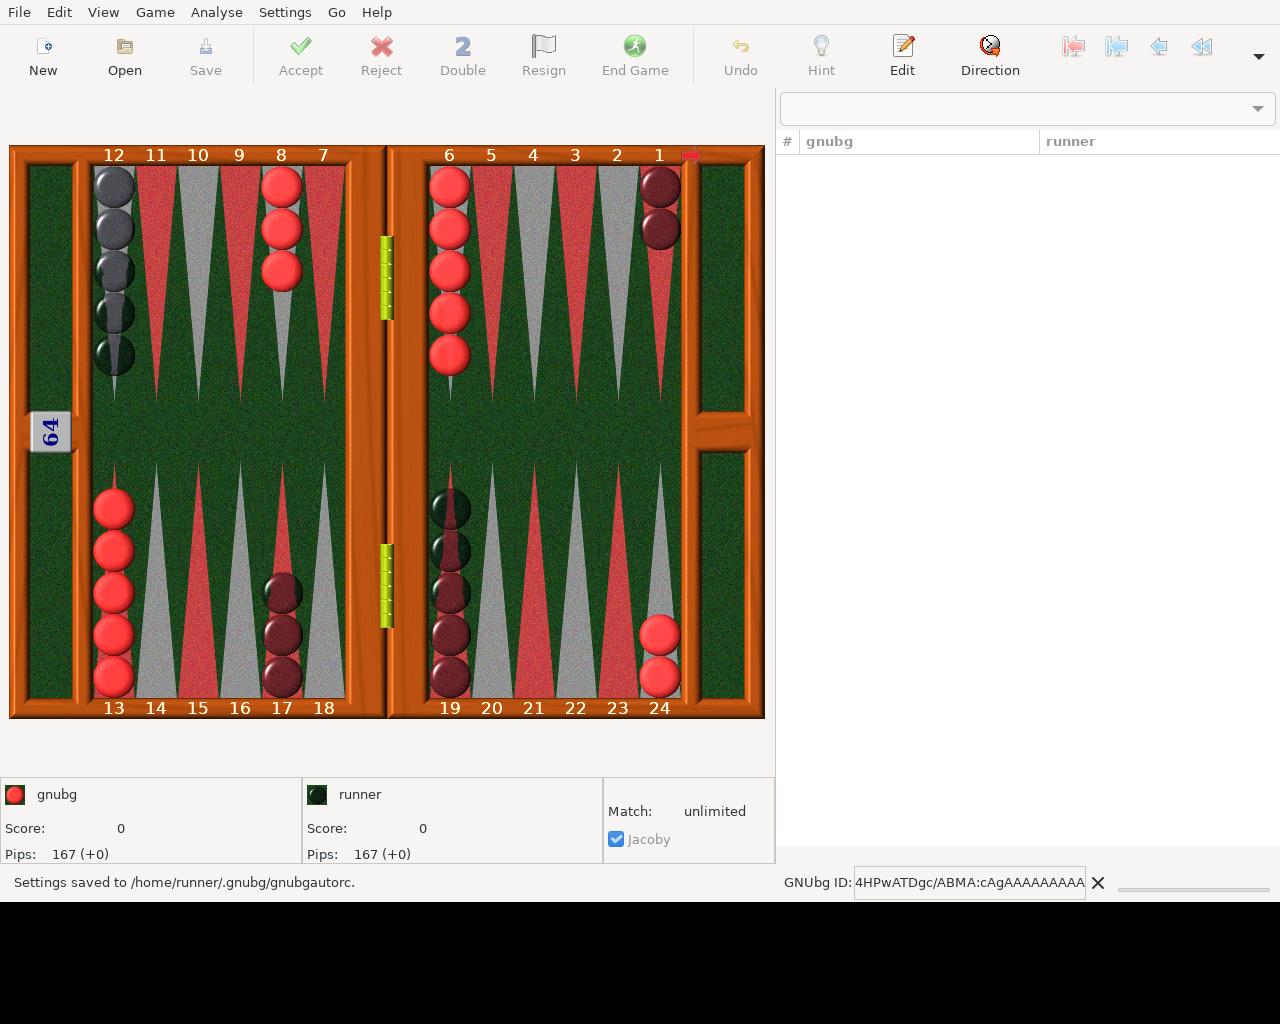 File Edit View Game Analyse Settings Go Help
New Open Save Accept Reject Double Resign End Game Undo Hint Edit Direction
# gnubg runner
12 11 10 9 8 7 6 5 4 3 2 1
64
13 14 15 16 17 18 19 20 21 22 23 24
gnubg runner
Score: 0 Score: 0 Match: unlimited
Jacoby
Pips: 167 (+0) Pips: 167 (+0)
Settings saved to /home/runner/.gnubg/gnubgautorc. GNUbg ID: 4HPwATDgc/ABMA:cAgAAAAAAAAA